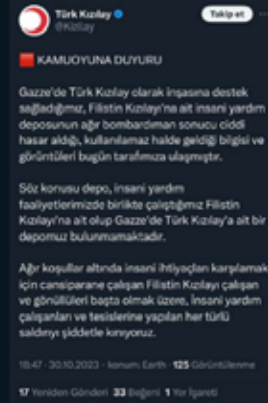 Türk Kızılay
@Kizilay
Takip et
KAMUOYUNA DUYURU
Gazze'de Türk Kızılay olarak inşasına destek
sağladığımız, Filistin Kızılayı'na ait insani yardım
deposunun ağır bombardıman sonucu ciddi
hasar aldığı, kullanılamaz halde geldiği bilgisi ve
görüntüleri bugün tarafımıza ulaşmıştır.
Söz konusu depo, insani yardım
faaliyetlerimizde birlikte çalıştığımız Filistin
Kızılayı'na ait olup Gazze'de Türk Kızılay'a ait bir
depomuz bulunmamaktadır.
Ağır koşullar altında insani ihtiyaçları karşılamak
için cansiparane çalışan Filistin Kızılayı çalışan
ve gönüllüleri başta olmak üzere, insani yardım
çalışanları ve tesislerine yapılan her türlü
saldırıyı şiddetle kınıyoruz.
18:47 · 30.10.2023 · konum: Earth · 125 Görüntülenme
17 Yeniden Gönderi 33 Beğeni 1 Yer İşareti